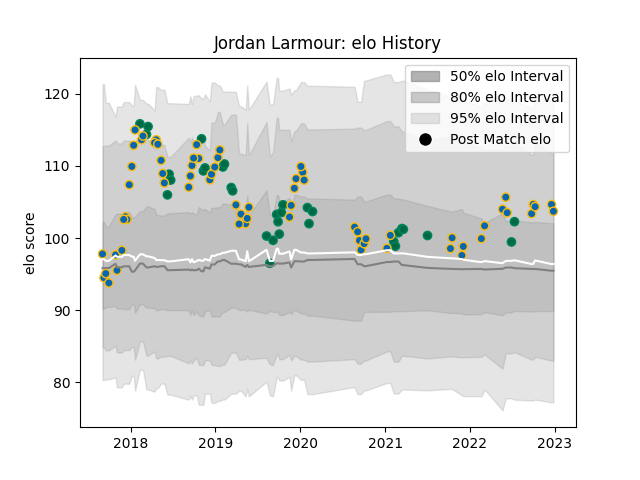 Jordan Larmour: elo History
50% elo Interval
80% elo Interval
95% elo Interval
Post Match elo
elo score
120
110
100
90
80
2018 2019 2020 2021 2022 2023